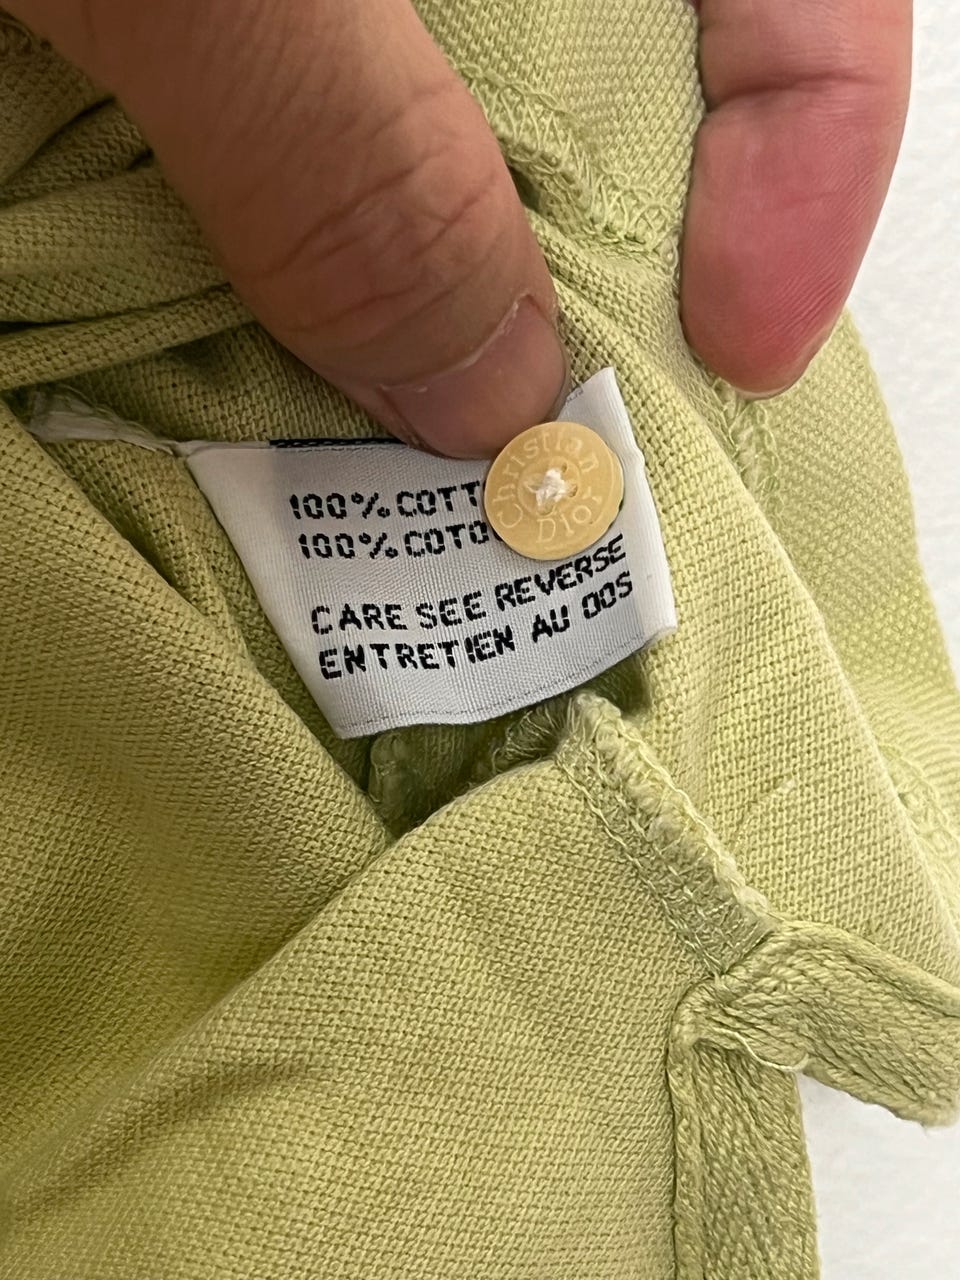 100% COTT
100% COTO
CARE SEE REVERSE
ENTRETIEN AU DOS
Christian
Dior